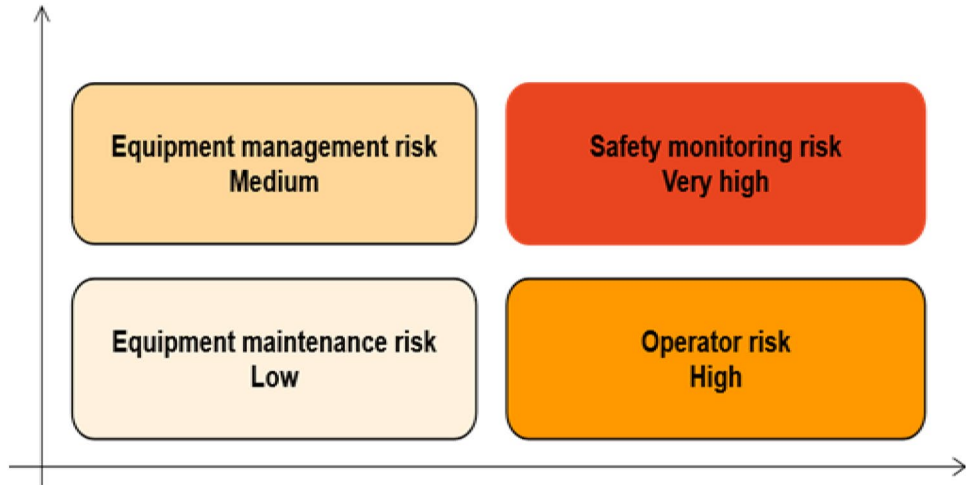 Equipment management risk
Medium
Safety monitoring risk
Very high
Equipment maintenance risk
Low
Operator risk
High